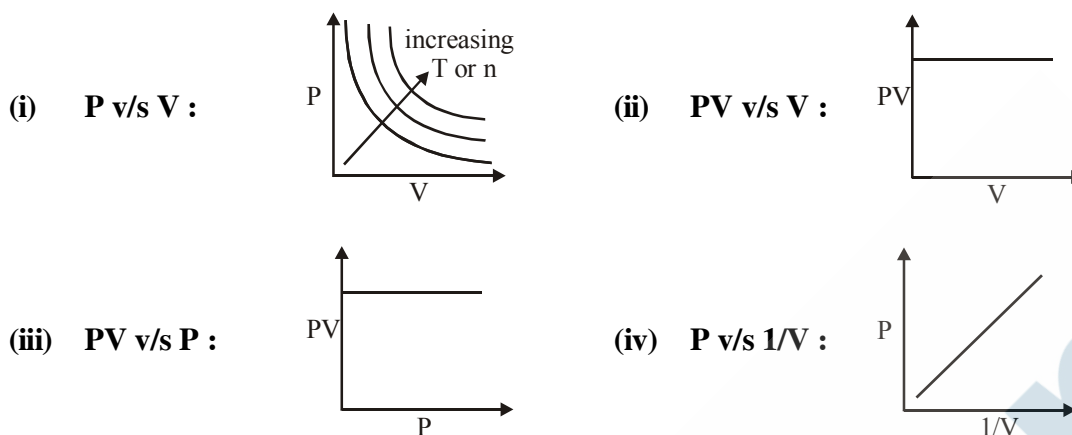 (i) P v/s V :
P
increasing
T or n
V
(ii) PV v/s V :
PV
V
(iii) PV v/s P :
PV
P
(iv) P v/s 1/V :
P
1/V